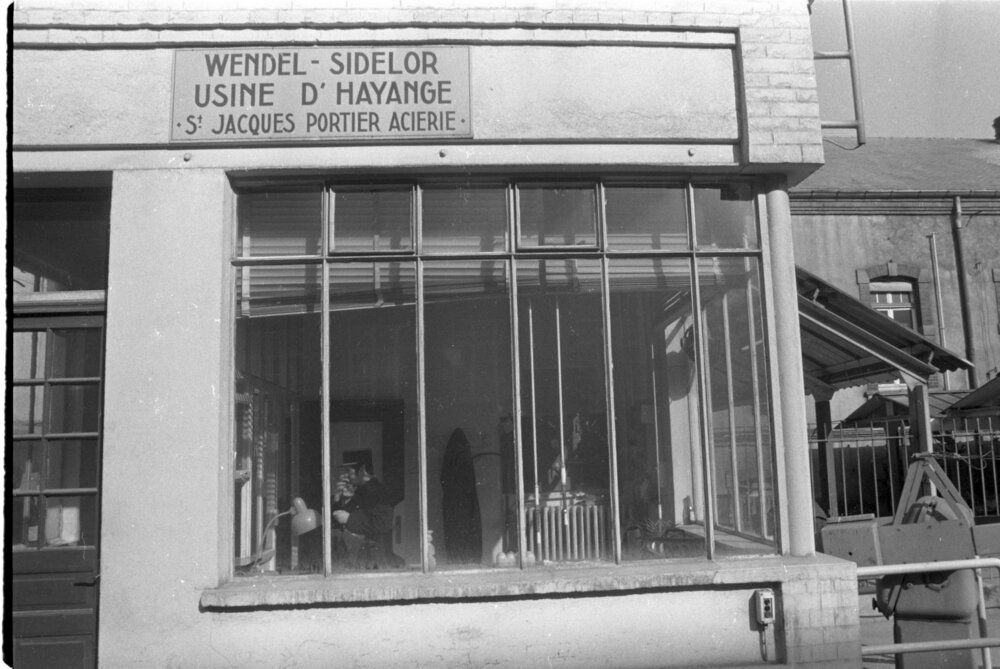 WENDEL - SIDELOR
USINE D'HAYANGE
· St JACQUES PORTIER ACIERIE ·